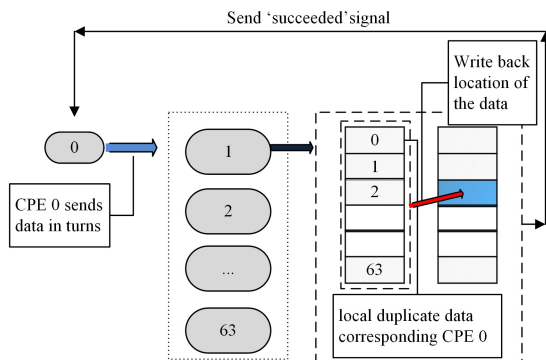 Send ‘succeeded’signal
Write back
location of
the data
0
CPE 0 sends
data in turns
1
2
...
63
0
1
2
63
local duplicate data
corresponding CPE 0